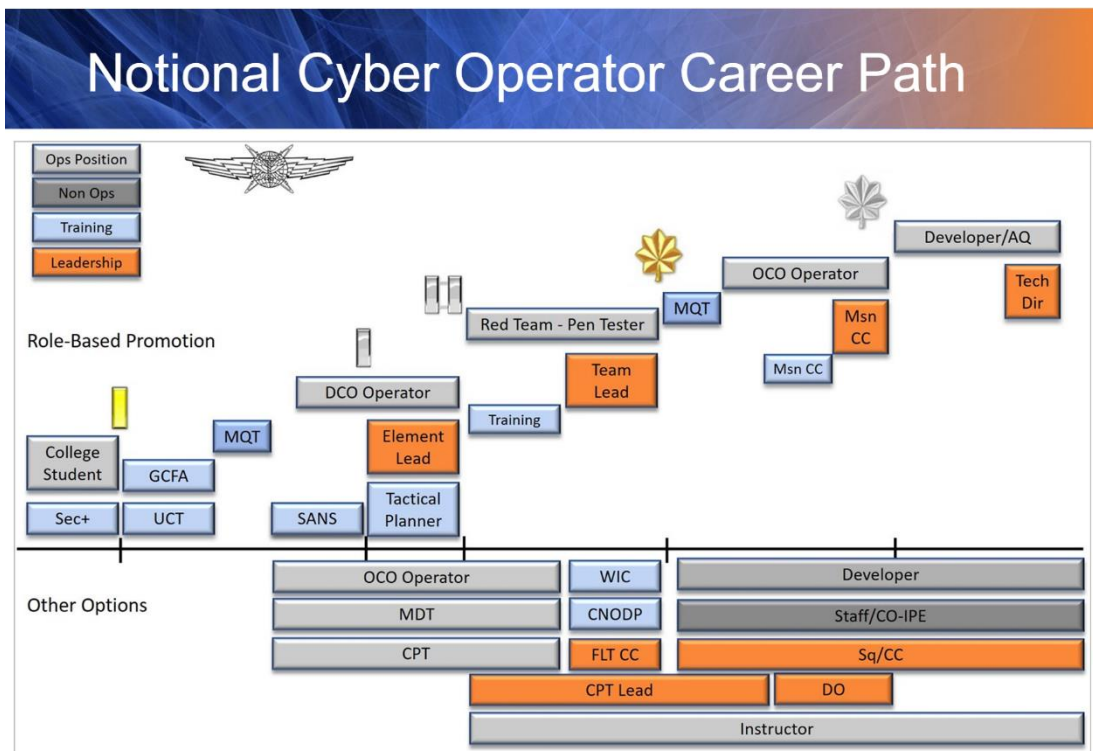 Notional Cyber Operator Career Path
Ops Position
Non Ops
Training
Leadership
Developer/AQ
OCO Operator
Tech
Dir
MQT
Msn
CC
Red Team - Pen Tester
Role-Based Promotion
Team
Lead
Msn CC
DCO Operator
Training
MQT
Element
Lead
College
Student
GCFA
Tactical
Planner
Sec+
UCT
SANS
Other Options
OCO Operator
WIC
Developer
MDT
CNODP
Staff/CO-IPE
CPT
FLT CC
Sq/CC
CPT Lead
DO
Instructor